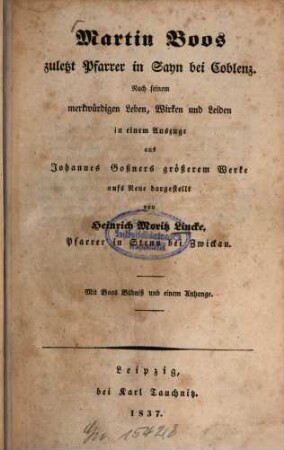 Martin Boos
zuletzt Pfarrer in Sayn bei Coblenz.
Nach seinem
merkwürdigen Leben, Wirken und Leiden
in einem Auszuge
aus
Johannes Goßners größerem Werke
aufs Neue dargestellt
von
Heinrich Moritz Lincke,
Pfarrer in Stenn bei Zwickau.
Mit Boos Bildniß und einem Anhange.
Leipzig,
bei Karl Tauchnitz.
1837.